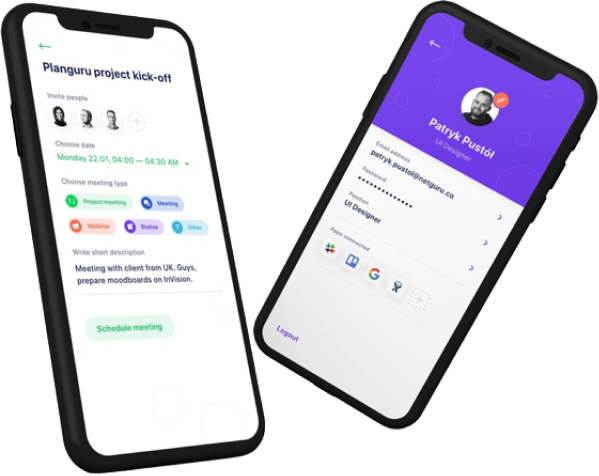 Planguru project kick-off
Invite people
Choose date
Monday 22.01, 04:00 — 04:30 AM
Choose meeting type
Project meeting
Meeting
Webinar
Status
Other
Write short description
Meeting with client from UK. Guys,
prepare moodboards on InVision.
Schedule meeting
Patryk Pustół
UI Designer
Email address
patryk.pustol@netguru.co
Password
Position
UI Designer
Apps connected
Logout